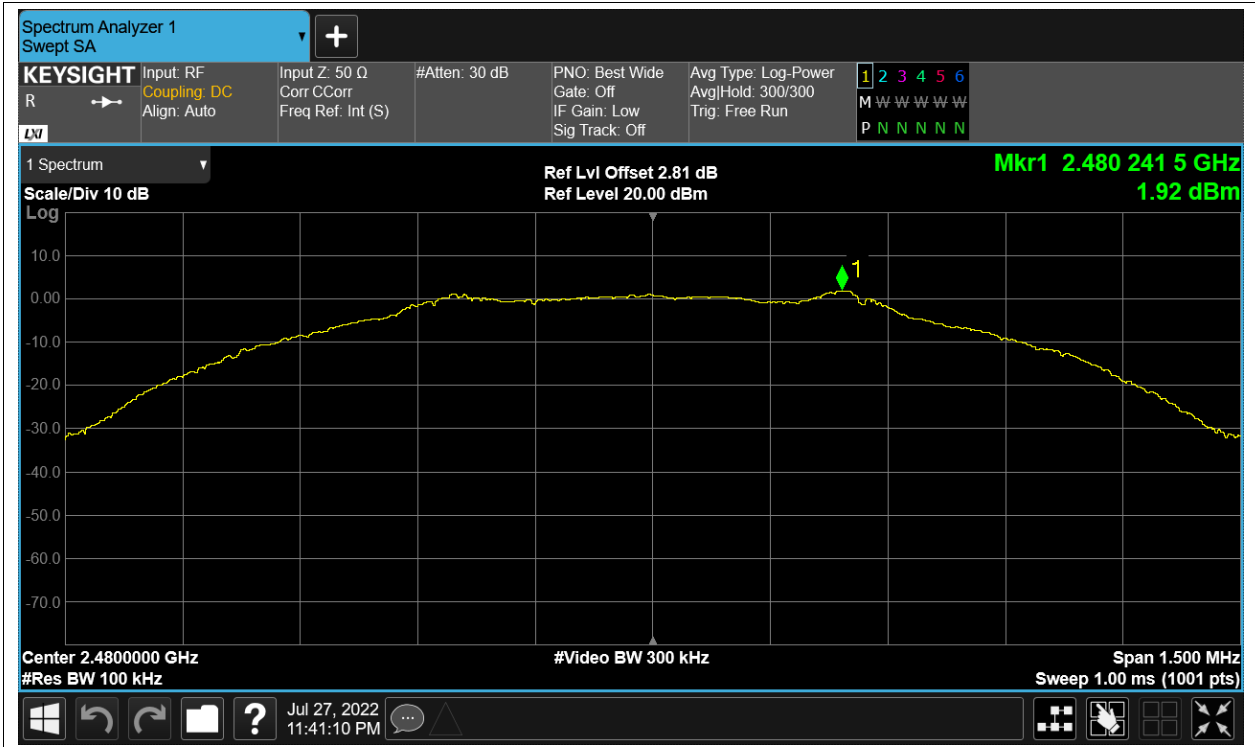 Spectrum Analyzer 1
Swept SA
+
KEYSIGHT
R
LXI
Input: RF
Coupling: DC
Align: Auto
Input Z: 50 Ω
Corr CCorr
Freq Ref: Int (S)
#Atten: 30 dB
PNO: Best Wide
Gate: Off
IF Gain: Low
Sig Track: Off
Avg Type: Log-Power
Avg|Hold: 300/300
Trig: Free Run
1 2 3 4 5 6
M W W W W W W
P N N N N N
1 Spectrum
Scale/Div 10 dB
Log
Ref Lvl Offset 2.81 dB
Ref Level 20.00 dBm
Mkr1 2.480 241 5 GHz
1.92 dBm
1
10.0
0.00
-10.0
-20.0
-30.0
-40.0
-50.0
-60.0
-70.0
Center 2.4800000 GHz
#Res BW 100 kHz
#Video BW 300 kHz
Span 1.500 MHz
Sweep 1.00 ms (1001 pts)
?
Jul 27, 2022
11:41:10 PM